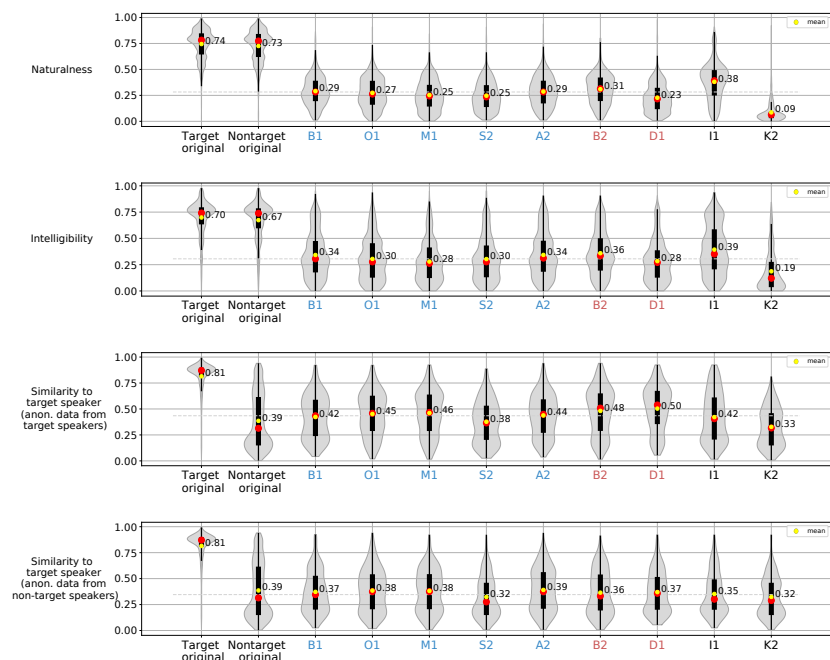 mean
1.00
0.75
0.50
0.25
0.00
Naturalness
0.74 0.73 0.29 0.27 0.25 0.25 0.29 0.31 0.23 0.38 0.09
Target original Nontarget original B1 O1 M1 S2 A2 B2 D1 I1 K2
mean
1.00
0.75
0.50
0.25
0.00
Intelligibility
0.70 0.67 0.34 0.30 0.28 0.30 0.34 0.36 0.28 0.39 0.19
Target original Nontarget original B1 O1 M1 S2 A2 B2 D1 I1 K2
mean
1.00
0.75
0.50
0.25
0.00
Similarity to
target speaker
(anon. data from
target speakers)
0.81 0.39 0.42 0.45 0.46 0.38 0.44 0.48 0.50 0.42 0.33
Target original Nontarget original B1 O1 M1 S2 A2 B2 D1 I1 K2
mean
1.00
0.75
0.50
0.25
0.00
Similarity to
target speaker
(anon. data from
non-target speakers)
0.81 0.39 0.37 0.38 0.38 0.32 0.39 0.36 0.37 0.35 0.32
Target original Nontarget original B1 O1 M1 S2 A2 B2 D1 I1 K2